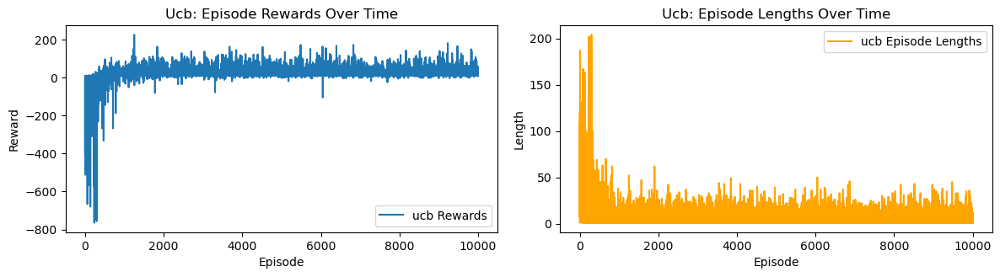 Ucb: Episode Rewards Over Time
200
0
−200
−400
−600
−800
Reward
ucb Rewards
0
2000
4000
6000
8000
10000
Episode
Ucb: Episode Lengths Over Time
200
150
100
50
0
Length
ucb Episode Lengths
0
2000
4000
6000
8000
10000
Episode